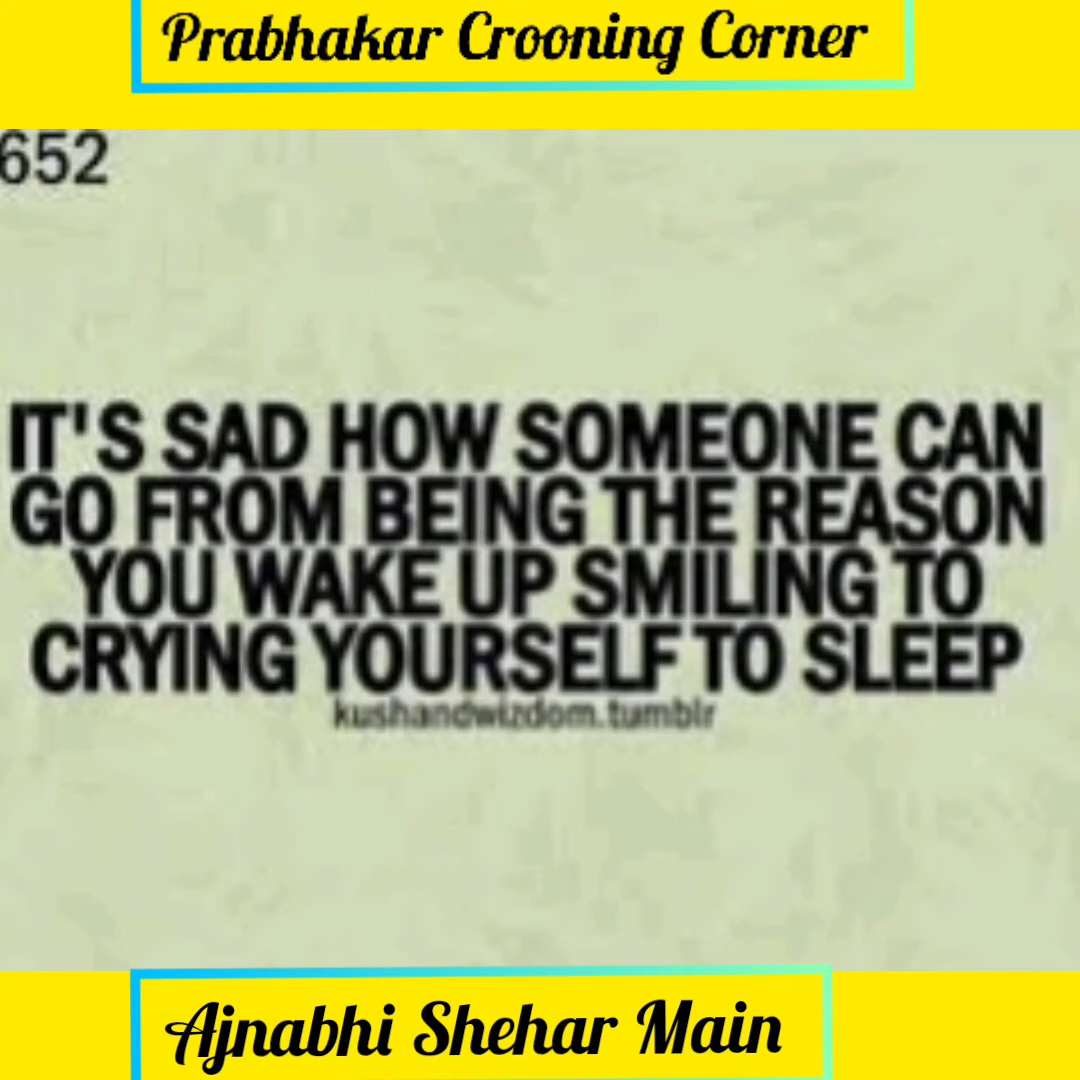 Prabhakar Crooning Corner
652
IT'S SAD HOW SOMEONE CAN
GO FROM BEING THE REASON
YOU WAKE UP SMILING TO
CRYING YOURSELF TO SLEEP
kushandwizdom.tumblr
Ajnabhi Shehar Main